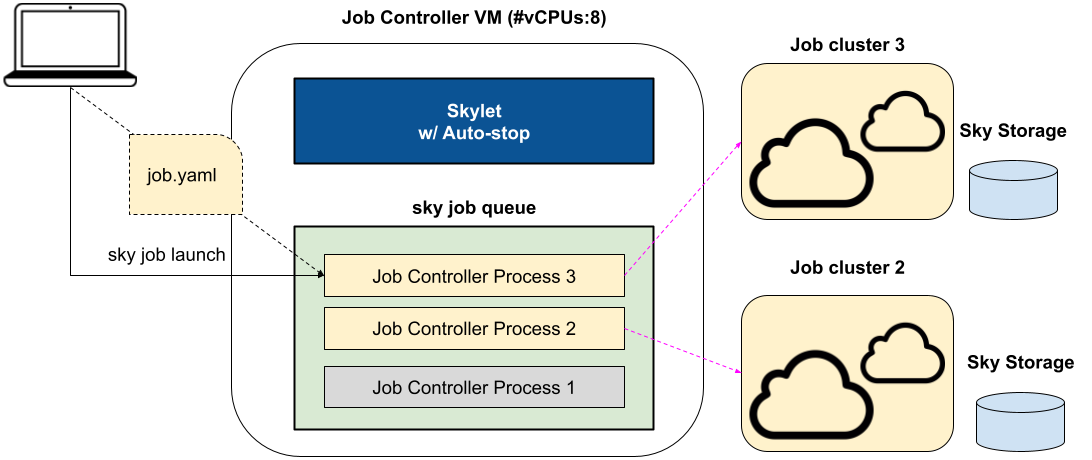 Job Controller VM (#vCPUs:8)
Skylet
w/ Auto-stop
job.yaml
sky job launch
sky job queue
Job Controller Process 3
Job Controller Process 2
Job Controller Process 1
Job cluster 3
Sky Storage
Job cluster 2
Sky Storage